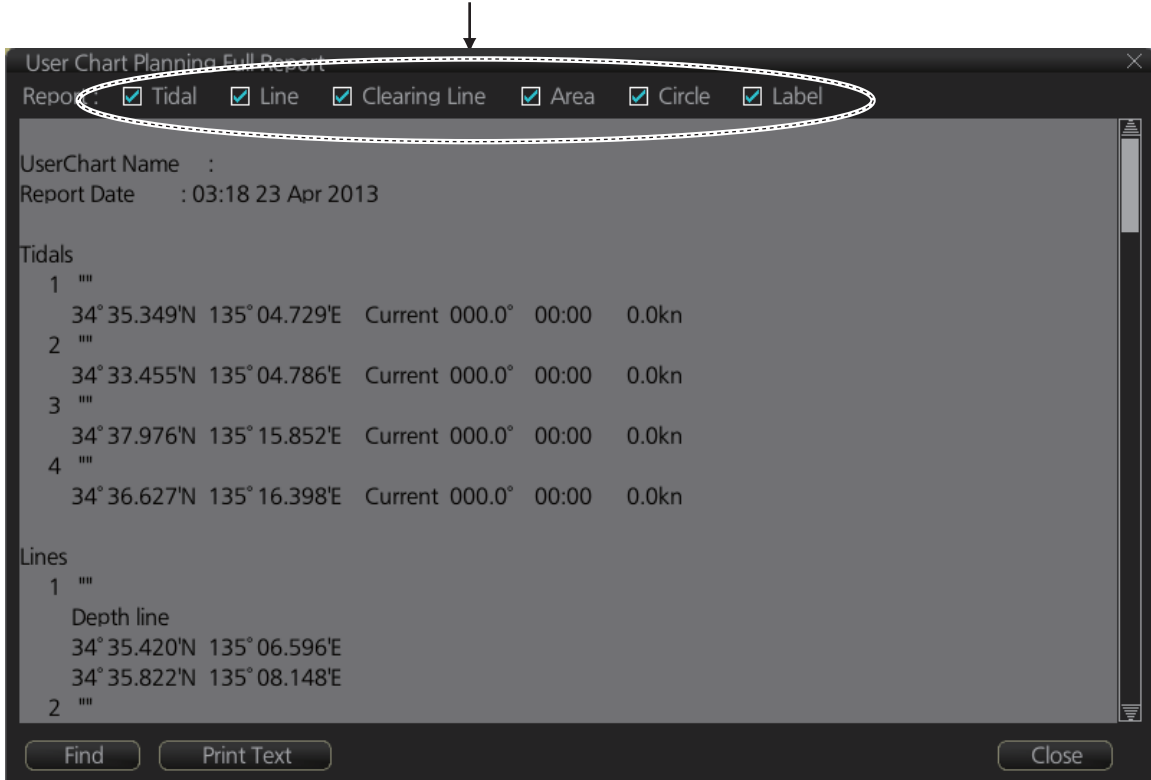 User Chart Planning Full Report
Report : Tidal Line Clearing Line Area Circle Label
UserChart Name :
Report Date : 03:18 23 Apr 2013
Tidals
1 ""
34°35.349'N 135°04.729'E Current 000.0° 00:00 0.0kn
2 ""
34°33.455'N 135°04.786'E Current 000.0° 00:00 0.0kn
3 ""
34°37.976'N 135°15.852'E Current 000.0° 00:00 0.0kn
4 ""
34°36.627'N 135°16.398'E Current 000.0° 00:00 0.0kn
Lines
1 ""
Depth line
34°35.420'N 135°06.596'E
34°35.822'N 135°08.148'E
2 ""
Find Print Text Close